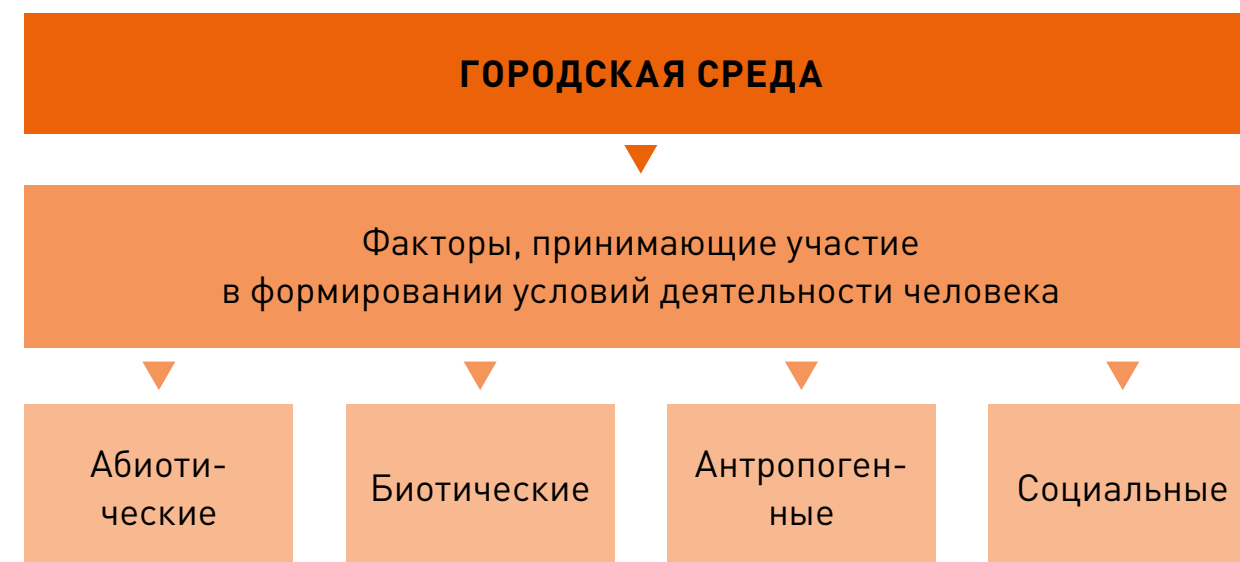 ГОРОДСКАЯ СРЕДА
Факторы, принимающие участие
в формировании условий деятельности человека
Абиоти-
ческие
Биотические
Антропоген-
ные
Социальные